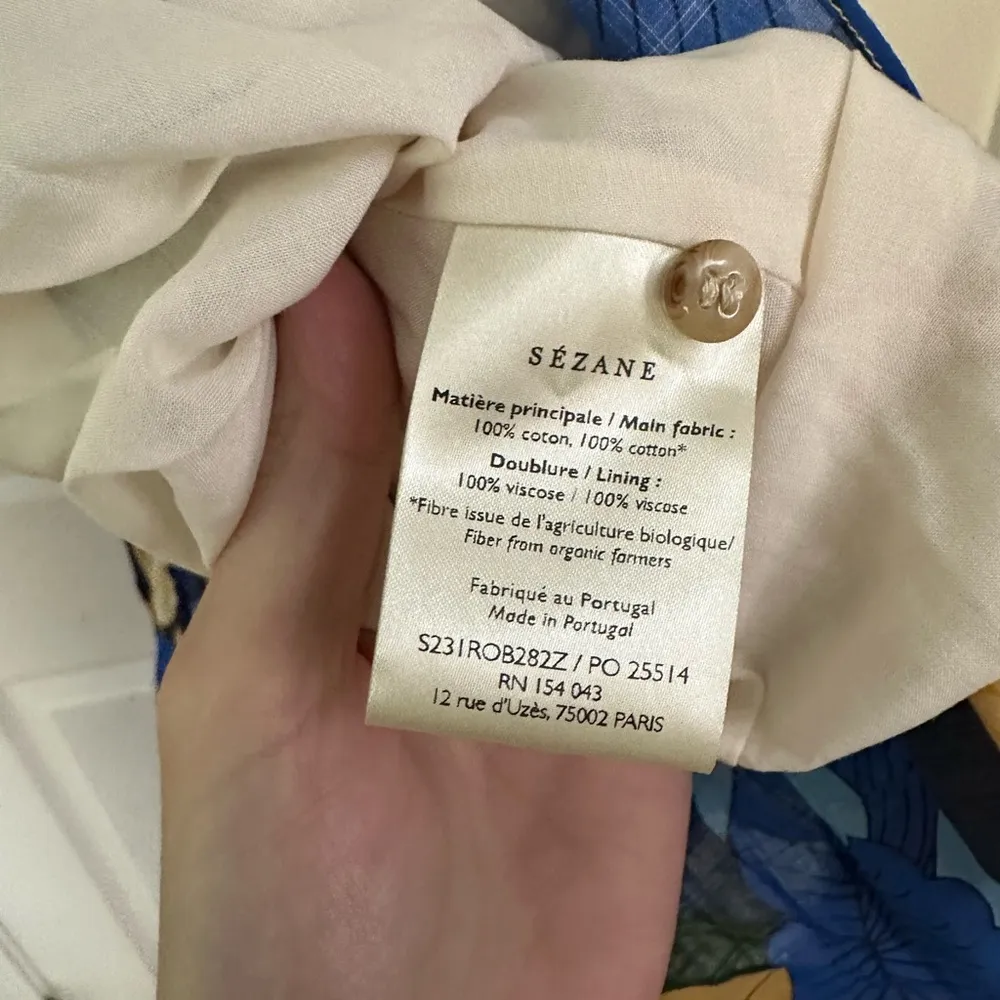 SÉZANE
Matière principale / Main fabric :
100% coton, 100% cotton*
Doublure / Lining :
100% viscose / 100% viscose
*Fibre issue de l'agriculture biologique/
Fiber from organic farmers
Fabriqué au Portugal
Made in Portugal
S231ROB282Z / PO 25514
RN 154 043
12 rue d'Uzès, 75002 PARIS